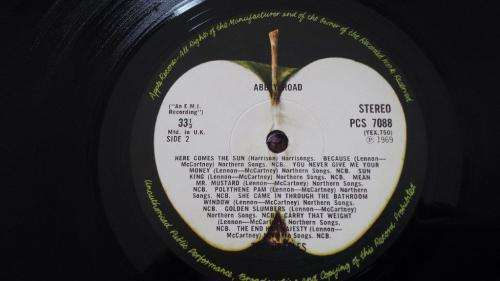 Apple Records-All Rights of the Manufacturer and of the Owner of the Recorded Work Reserved
ABBEY ROAD
("An E.M.I.
Recording")
33⅓
Mfd. in U.K.
SIDE 2
STEREO
PCS 7088
(YEX.750)
Ⓟ 1969
HERE COMES THE SUN (Harrison) Harrisongs. BECAUSE (Lennon—
McCartney) Northern Songs. NCB. YOU NEVER GIVE ME YOUR
MONEY (Lennon—McCartney) Northern Songs. NCB. SUN
KING (Lennon—McCartney) Northern Songs. NCB. MEAN
MR. MUSTARD (Lennon—McCartney) Northern Songs.
NCB. POLYTHENE PAM (Lennon—McCartney) Northern
Songs. NCB. SHE CAME IN THROUGH THE BATHROOM
WINDOW (Lennon—McCartney) Northern Songs.
NCB. GOLDEN SLUMBERS (Lennon—McCartney)
Northern Songs. NCB. CARRY THAT WEIGHT
(Lennon—McCartney) Northern Songs.
NCB. THE END HER MAJESTY (Lennon—
McCartney) Northern Songs. NCB.
Unauthorised Public Performance, Broadcasting and Copying of this Record Prohibited